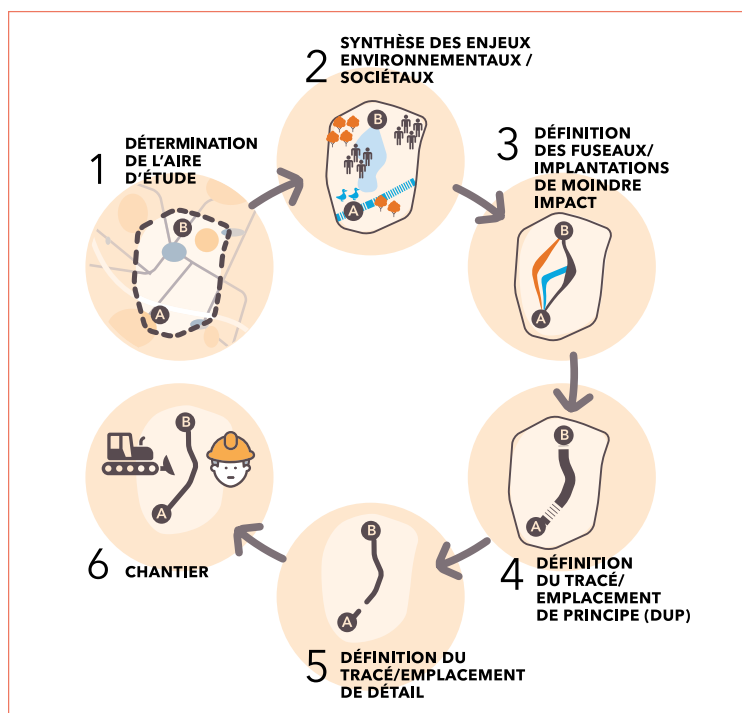 1
DÉTERMINATION
DE L'AIRE
D'ÉTUDE
B
A
2
SYNTHÈSE DES ENJEUX
ENVIRONNEMENTAUX /
SOCIÉTAUX
B
A
3
DÉFINITION
DES FUSEAUX/
IMPLANTATIONS
DE MOINDRE
IMPACT
B
A
B
A
4
DÉFINITION
DU TRACÉ/
EMPLACEMENT
DE PRINCIPE (DUP)
B
A
5
DÉFINITION DU
TRACÉ/EMPLACEMENT
DE DÉTAIL
B
A
6
CHANTIER